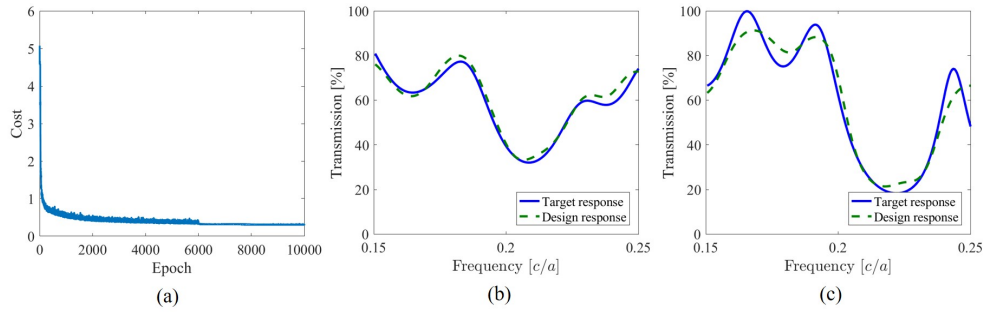 6
5
4
3
2
1
0
Cost
0 2000 4000 6000 8000 10000
Epoch
(a)
100
80
60
40
20
0
Transmission [%]
Target response
Design response
0.15 0.2 0.25
Frequency [c/a]
(b)
100
80
60
40
20
0
Transmission [%]
Target response
Design response
0.15 0.2 0.25
Frequency [c/a]
(c)